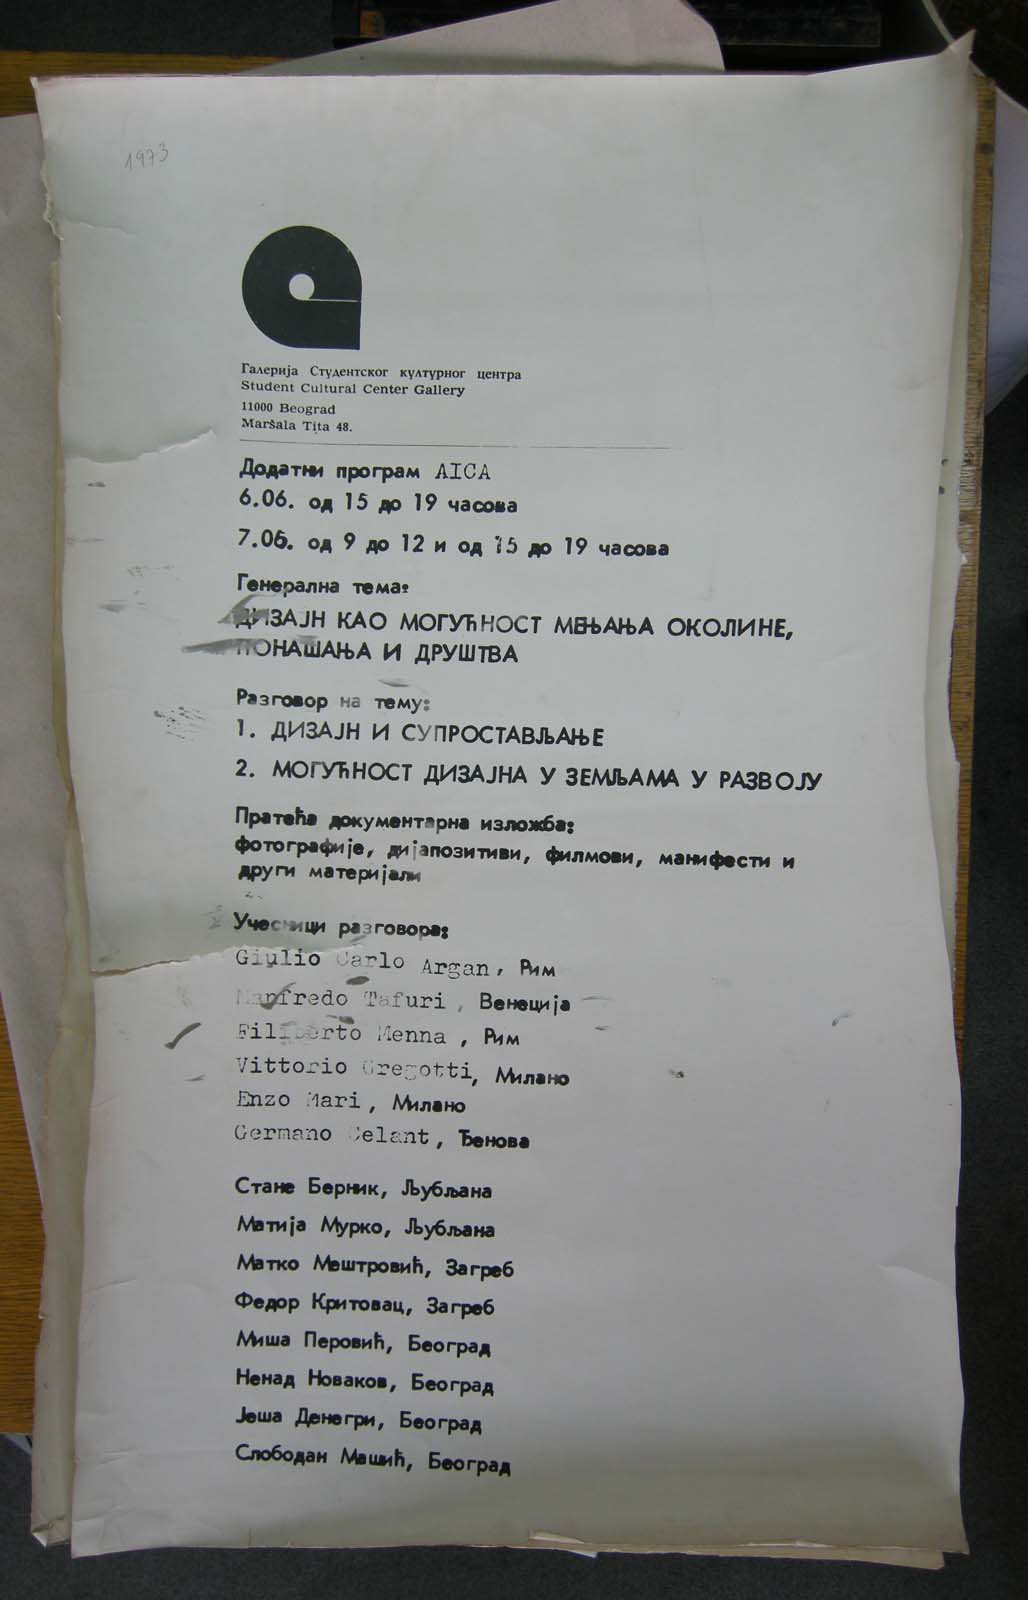 1973
Галерија Студентског културног центра
Student Cultural Center Gallery
11000 Beograd
Maršala Tita 48.
Додатни програм AICA
6.06. од 15 до 19 часова
7.06. од 9 до 12 и од 15 до 19 часова
Генерална тема:
ДИЗАЈН КАО МОГУЋНОСТ МЕЊАЊА ОКОЛИНЕ,
ПОНАШАЊА И ДРУШТВА
Разговор на тему:
1. ДИЗАЈН И СУПРОСТАВЉАЊЕ
2. МОГУЋНОСТ ДИЗАЈНА У ЗЕМЉАМА У РАЗВОЈУ
Пратећа документарна изложба:
фотографије, дијапозитиви, филмови, манифести и
други материјали
Учесници разговора:
Giulio Carlo Argan, Рим
Manfredo Tafuri, Венеција
Filiberto Menna, Рим
Vittorio Gregotti, Милано
Enzo Mari, Милано
Germano Celant, Ђенова
Стане Берник, Љубљана
Матија Мурко, Љубљана
Матко Мештровић, Загреб
Федор Критовац, Загреб
Миша Перовић, Београд
Ненад Новаков, Београд
Јеша Денегри, Београд
Слободан Машић, Београд